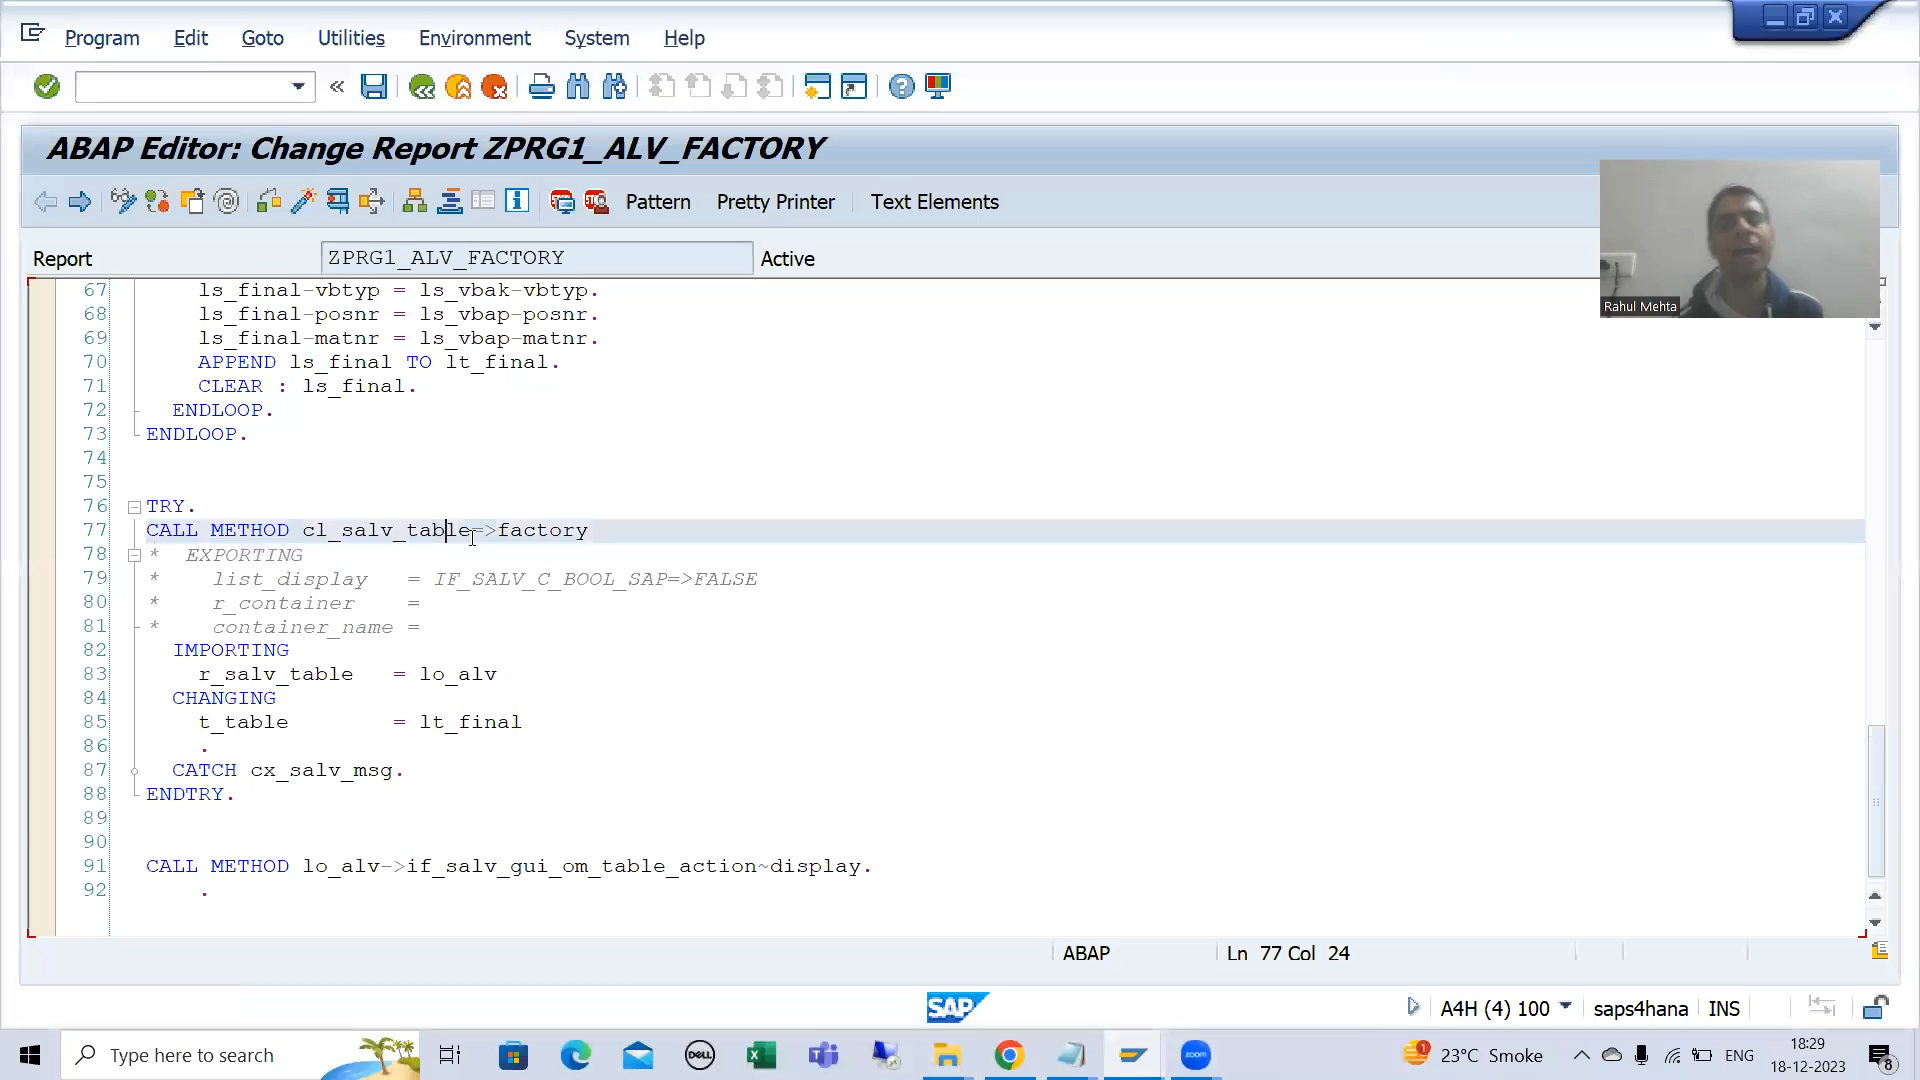 Program Edit Goto Utilities Environment System Help
ABAP Editor: Change Report ZPRG1_ALV_FACTORY
Pattern Pretty Printer Text Elements
Report ZPRG1_ALV_FACTORY Active
Rahul Mehta
67 ls_final-vbtyp = ls_vbak-vbtyp.
68 ls_final-posnr = ls_vbap-posnr.
69 ls_final-matnr = ls_vbap-matnr.
70 APPEND ls_final TO lt_final.
71 CLEAR : ls_final.
72 ENDLOOP.
73 ENDLOOP.
74
75
76 TRY.
77 CALL METHOD cl_salv_table=>factory
78 * EXPORTING
79 * list_display = IF_SALV_C_BOOL_SAP=>FALSE
80 * r_container =
81 * container_name =
82 IMPORTING
83 r_salv_table = lo_alv
84 CHANGING
85 t_table = lt_final
86 .
87 CATCH cx_salv_msg.
88 ENDTRY.
89
90
91 CALL METHOD lo_alv->if_salv_gui_om_table_action~display.
92 .
ABAP Ln 77 Col 24
SAP A4H (4) 100 saps4hana INS
Type here to search DELL zoom 1 23°C Smoke ENG 18:29
18-12-2023 8